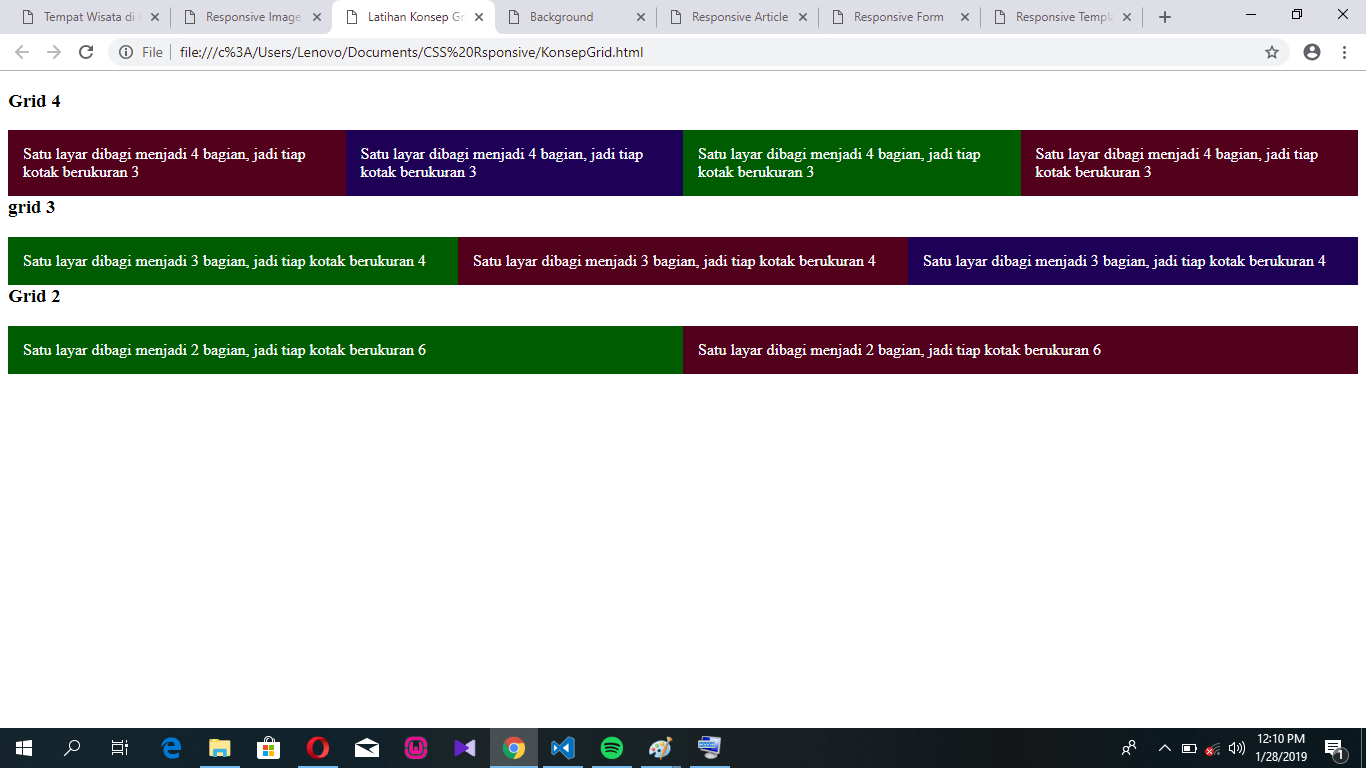 Tempat Wisata di
Responsive Image
Latihan Konsep Gr
Background
Responsive Article
Responsive Form
Responsive Templa
File
file:///c%3A/Users/Lenovo/Documents/CSS%20Rsponsive/KonsepGrid.html
Grid 4
Satu layar dibagi menjadi 4 bagian, jadi tiap
kotak berukuran 3
Satu layar dibagi menjadi 4 bagian, jadi tiap
kotak berukuran 3
Satu layar dibagi menjadi 4 bagian, jadi tiap
kotak berukuran 3
Satu layar dibagi menjadi 4 bagian, jadi tiap
kotak berukuran 3
grid 3
Satu layar dibagi menjadi 3 bagian, jadi tiap kotak berukuran 4
Satu layar dibagi menjadi 3 bagian, jadi tiap kotak berukuran 4
Satu layar dibagi menjadi 3 bagian, jadi tiap kotak berukuran 4
Grid 2
Satu layar dibagi menjadi 2 bagian, jadi tiap kotak berukuran 6
Satu layar dibagi menjadi 2 bagian, jadi tiap kotak berukuran 6
12:10 PM
1/28/2019
1